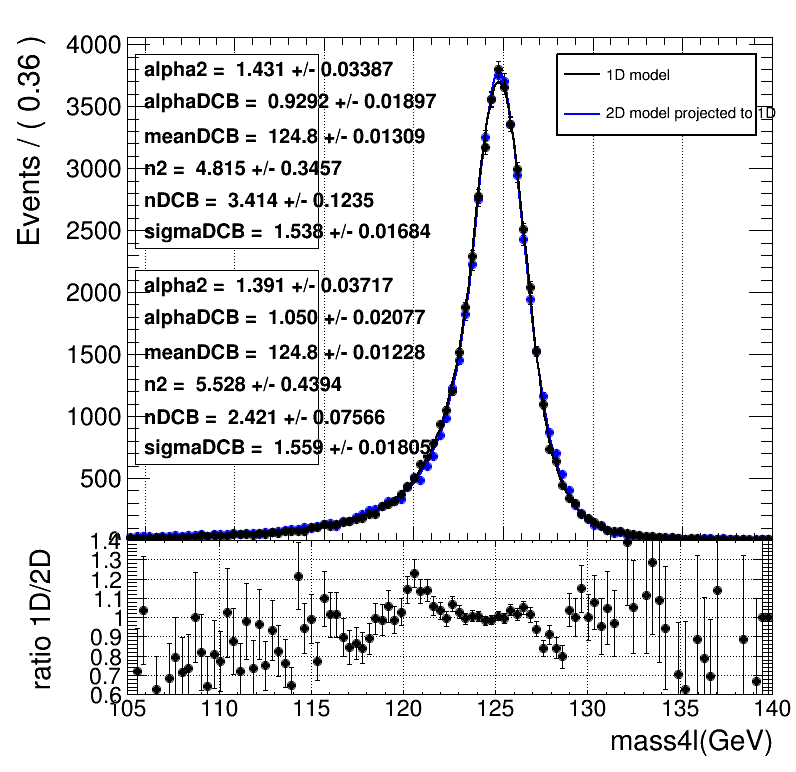 4000
3500
3000
2500
2000
1500
1000
500
Events / ( 0.36 )
alpha2 = 1.431 +/- 0.03387
alphaDCB = 0.9292 +/- 0.01897
meanDCB = 124.8 +/- 0.01309
n2 = 4.815 +/- 0.3457
nDCB = 3.414 +/- 0.1235
sigmaDCB = 1.538 +/- 0.01684
alpha2 = 1.391 +/- 0.03717
alphaDCB = 1.050 +/- 0.02077
meanDCB = 124.8 +/- 0.01228
n2 = 5.528 +/- 0.4394
nDCB = 2.421 +/- 0.07566
sigmaDCB = 1.559 +/- 0.01805
1D model
2D model projected to 1D
1.4
1.3
1.2
1.1
1
0.9
0.8
0.7
0.6
ratio 1D/2D
105 110 115 120 125 130 135 140
mass4l(GeV)